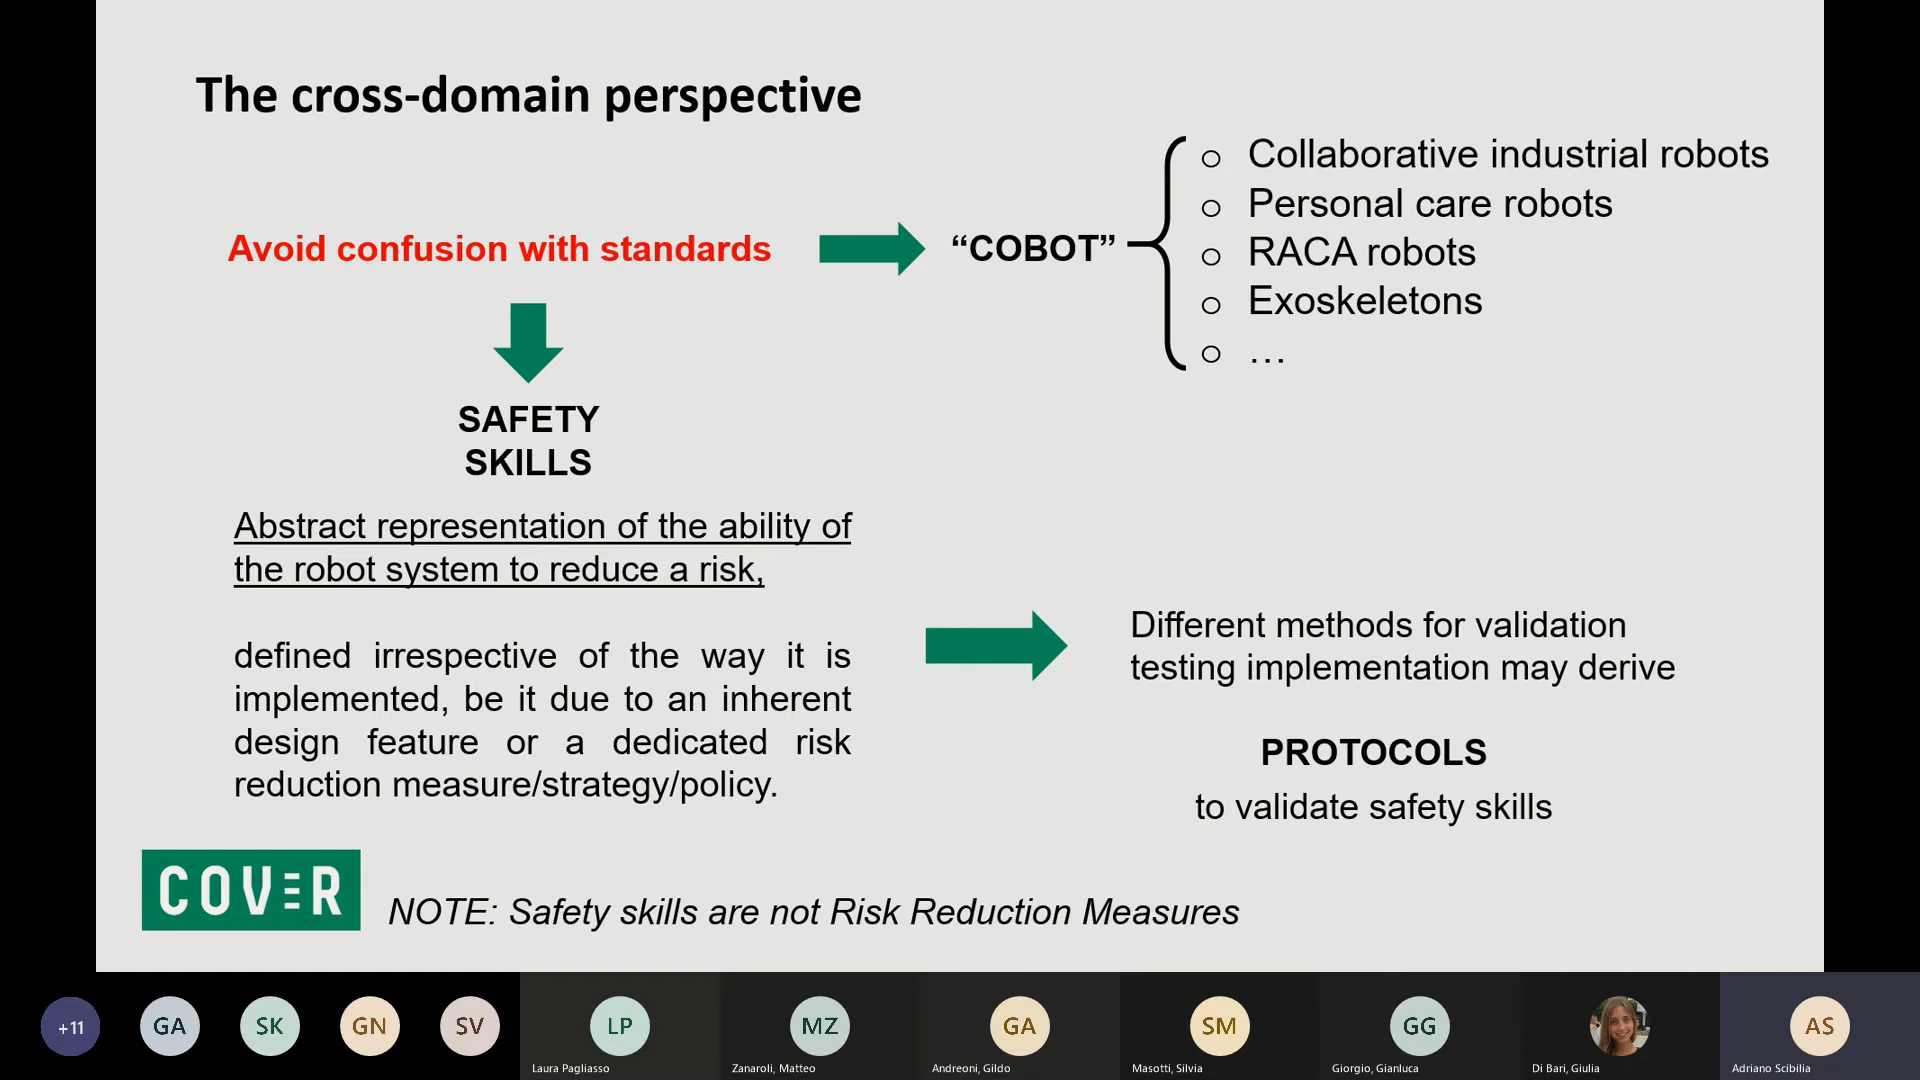 The cross-domain perspective
Avoid confusion with standards
“COBOT”
o Collaborative industrial robots
o Personal care robots
o RACA robots
o Exoskeletons
o …
SAFETY
SKILLS
Abstract representation of the ability of
the robot system to reduce a risk,
defined irrespective of the way it is
implemented, be it due to an inherent
design feature or a dedicated risk
reduction measure/strategy/policy.
Different methods for validation
testing implementation may derive
PROTOCOLS
to validate safety skills
COVER
NOTE: Safety skills are not Risk Reduction Measures
+11
GA
SK
GN
SV
LP
MZ
GA
SM
GG
AS
Laura Pagliasso
Zanaroli, Matteo
Andreoni, Gildo
Masotti, Silvia
Giorgio, Gianluca
Di Bari, Giulia
Adriano Scibilia